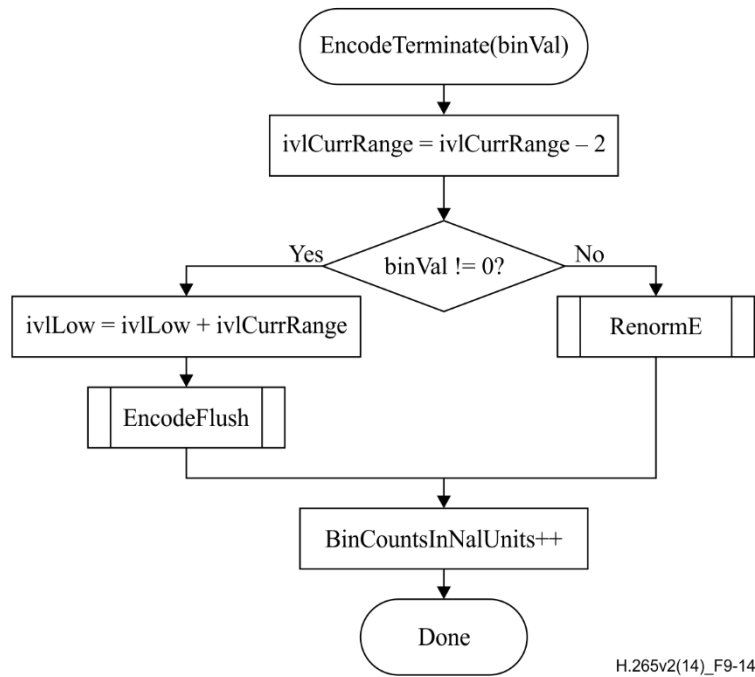 EncodeTerminate(binVal)
ivlCurrRange = ivlCurrRange – 2
binVal != 0?
Yes
No
ivlLow = ivlLow + ivlCurrRange
RenormE
EncodeFlush
BinCountsInNalUnits++
Done
H.265v2(14)_F9-14